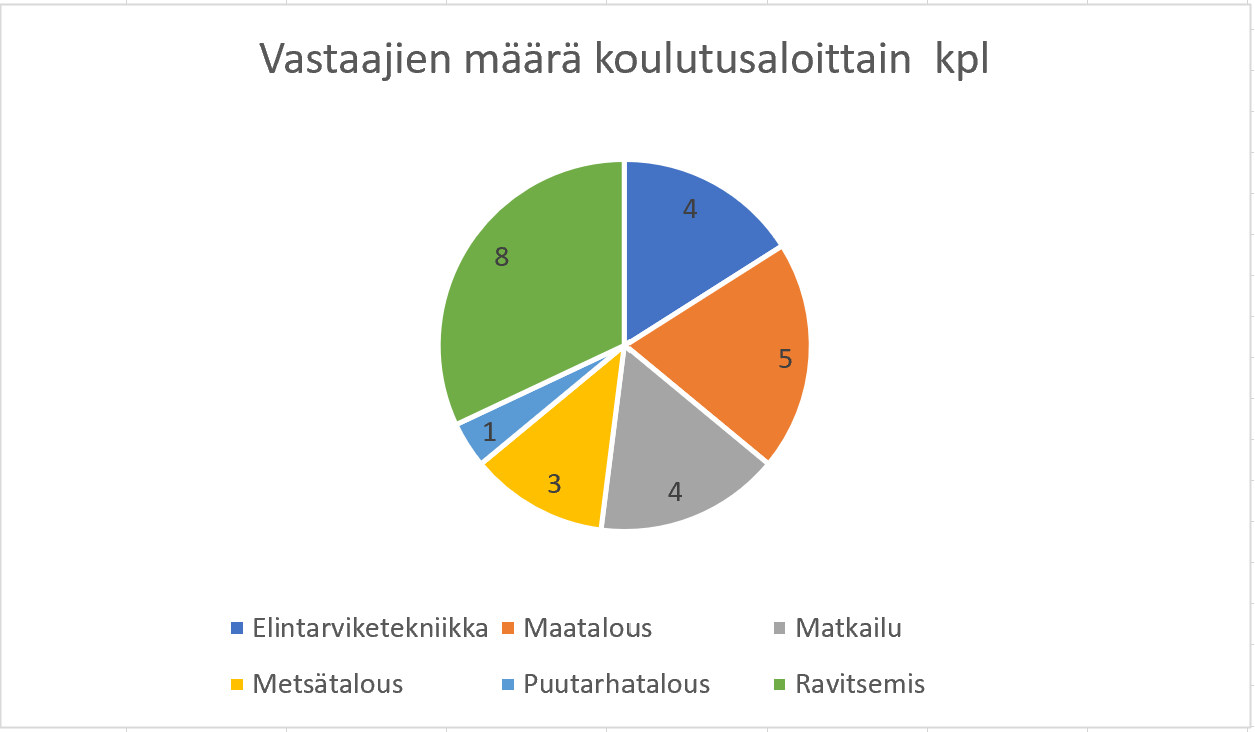 Vastaajien määrä koulutusaloittain  kpl
4
8
5
1
3
4
Elintarviketekniikka Maatalous Matkailu
Metsätalous Puutarhatalous Ravitsemis